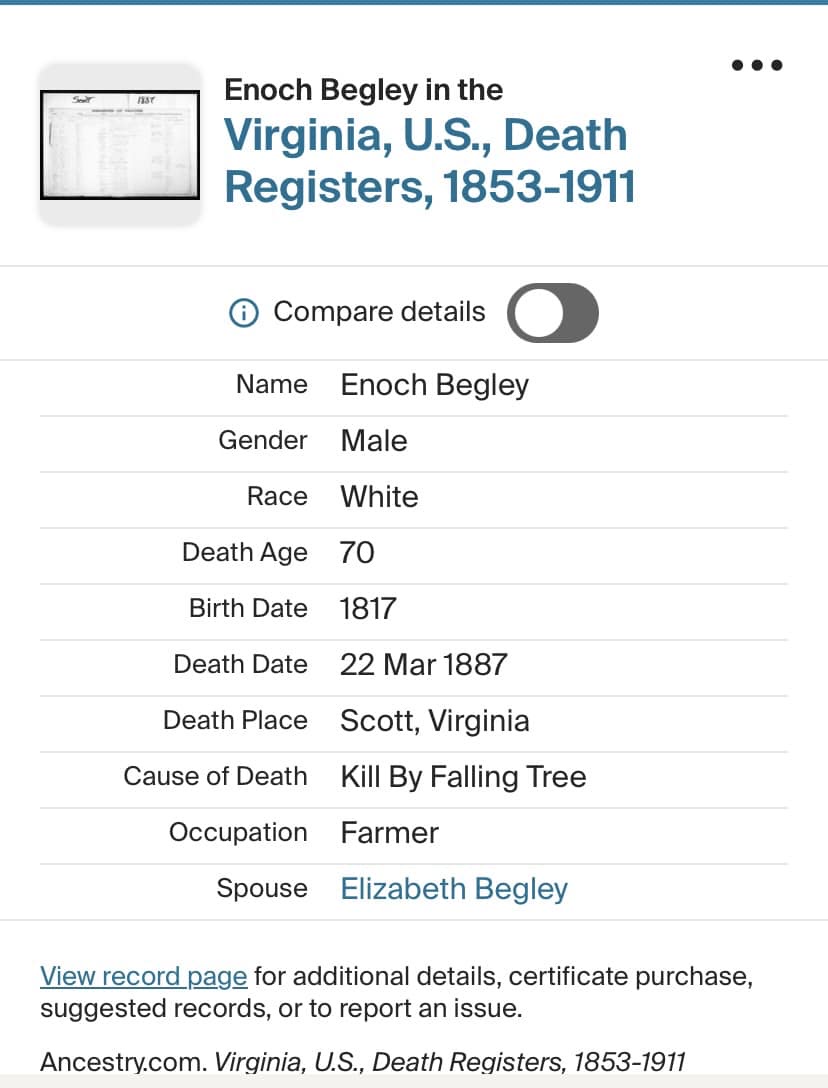 Scott 1887
Enoch Begley in the
Virginia, U.S., Death
Registers, 1853-1911
Compare details
Name Enoch Begley
Gender Male
Race White
Death Age 70
Birth Date 1817
Death Date 22 Mar 1887
Death Place Scott, Virginia
Cause of Death Kill By Falling Tree
Occupation Farmer
Spouse Elizabeth Begley
View record page for additional details, certificate purchase,
suggested records, or to report an issue.
Ancestry.com. Virginia, U.S., Death Registers, 1853-1911